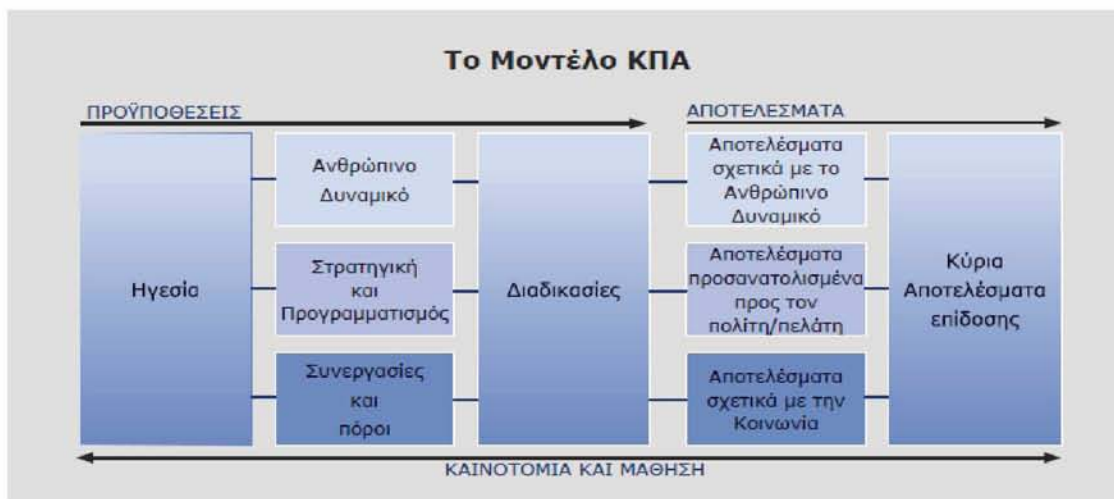 Το Μοντέλο ΚΠΑ
ΠΡΟΫΠΟΘΕΣΕΙΣ
ΑΠΟΤΕΛΕΣΜΑΤΑ
Ηγεσία
Ανθρώπινο
Δυναμικό
Στρατηγική
και
Προγραμματισμός
Συνεργασίες
και
πόροι
Διαδικασίες
Αποτελέσματα
σχετικά με το
Ανθρώπινο
Δυναμικό
Αποτελέσματα
προσανατολισμένα
προς τον
πολίτη/πελάτη
Αποτελέσματα
σχετικά με την
Κοινωνία
Κύρια
Αποτελέσματα
επίδοσης
ΚΑΙΝΟΤΟΜΙΑ ΚΑΙ ΜΑΘΗΣΗ